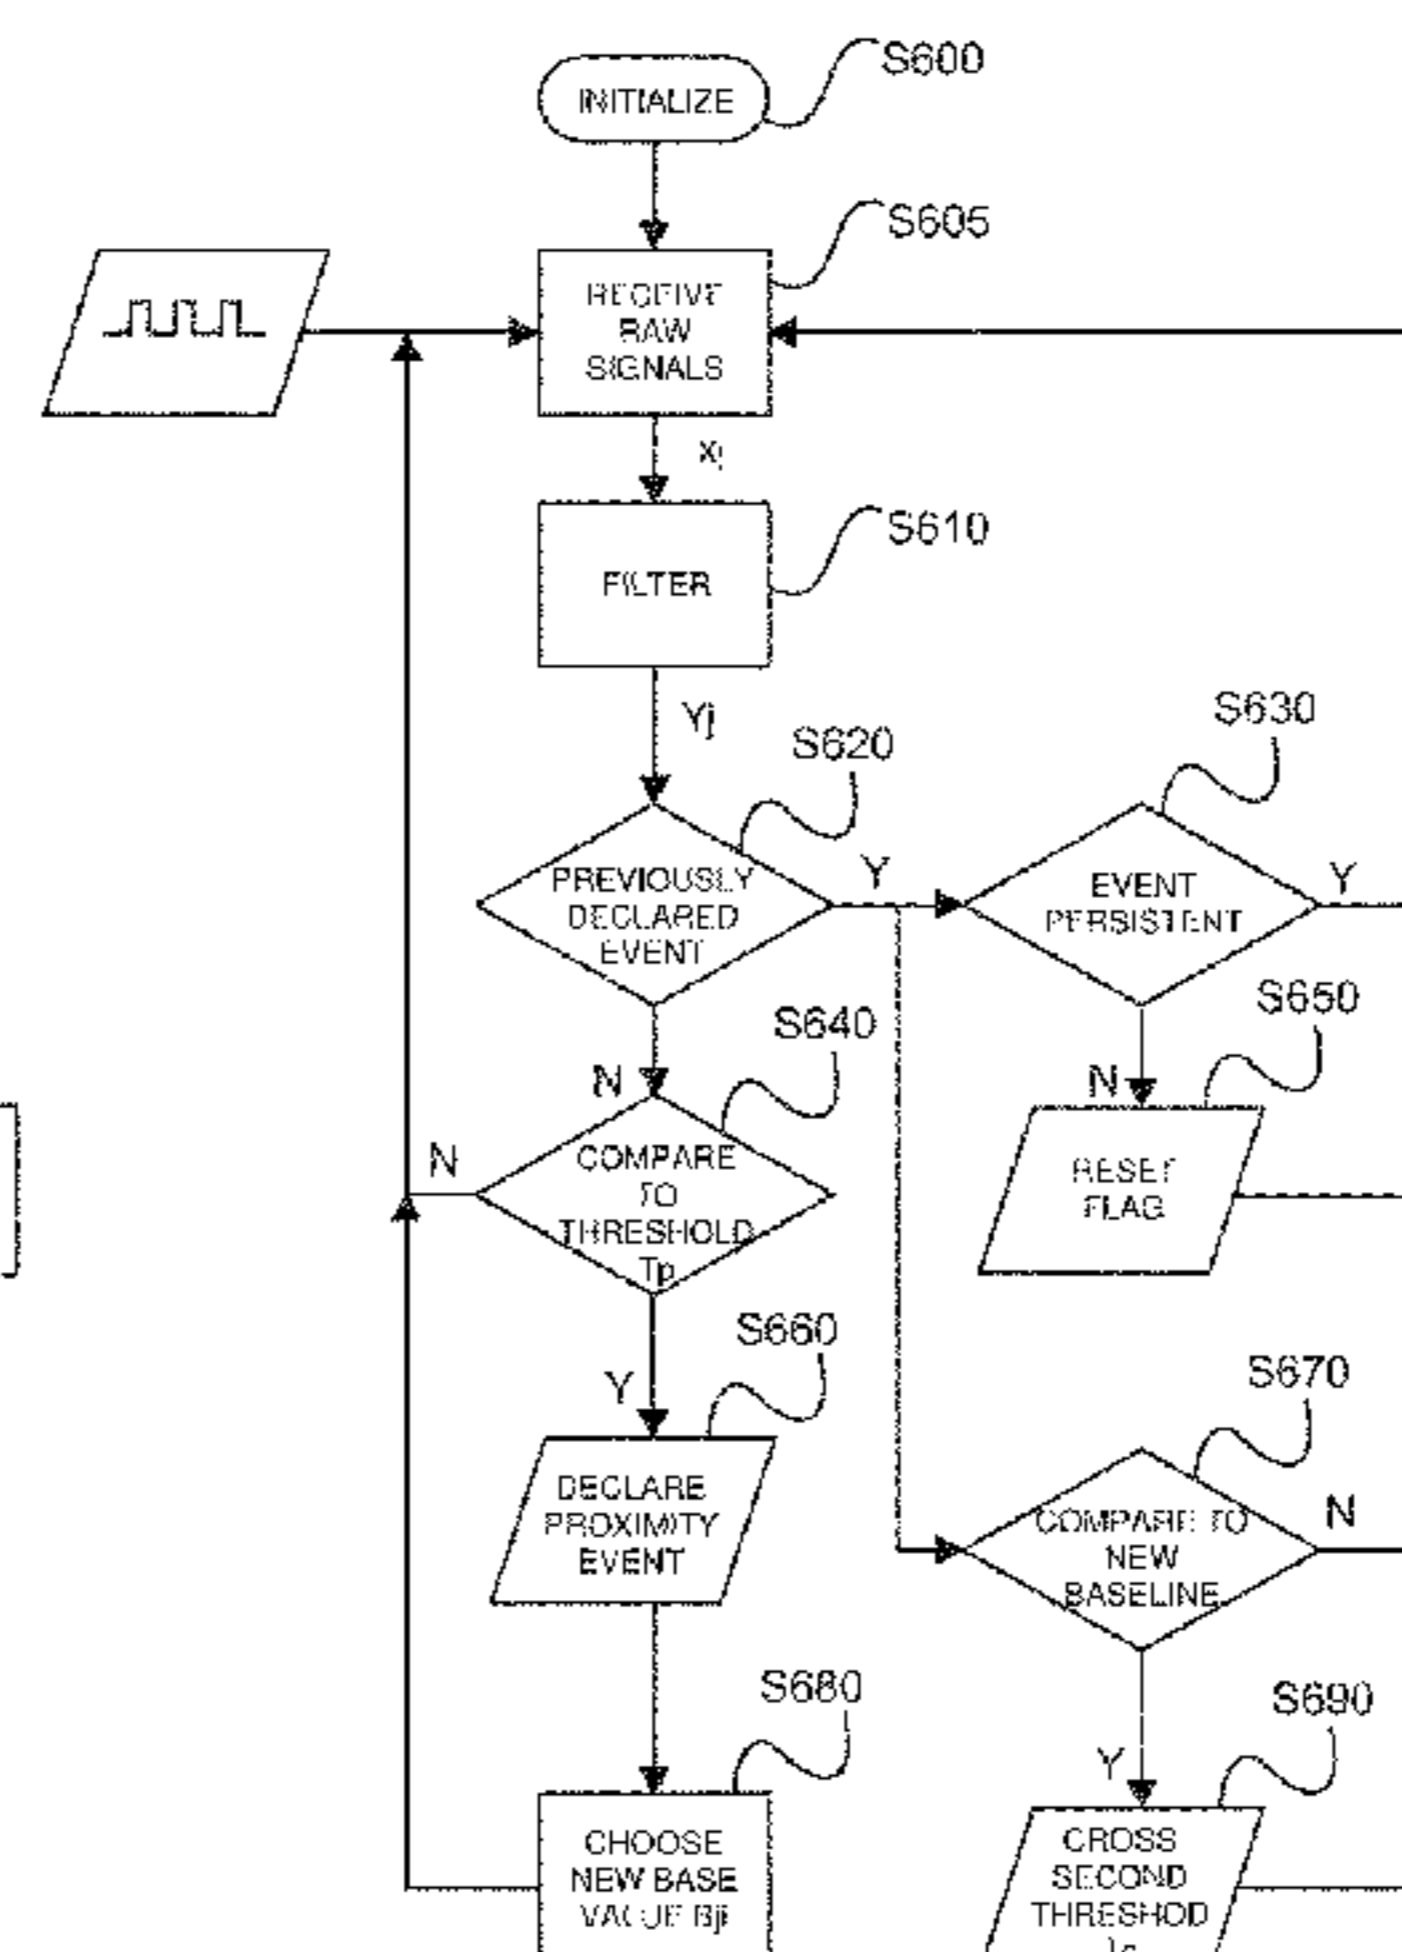 S600
INITIALIZE
S605
RECEIVE
RAW
SIGNALS
xj
S610
FILTER
Yj
S620
S630
PREVIOUSLY
DECLARED
EVENT
Y
EVENT
PERSISTENT
Y
S640
S650
N
N
COMPARE
TO
THRESHOLD
Tp
N
RESET
FLAG
S660
Y
S670
DECLARE
PROXIMITY
EVENT
COMPARE TO
NEW
BASELINE
N
S680
S690
Y
CHOOSE
NEW BASE
VALUE Bji
CROSS
SECOND
THRESHOD